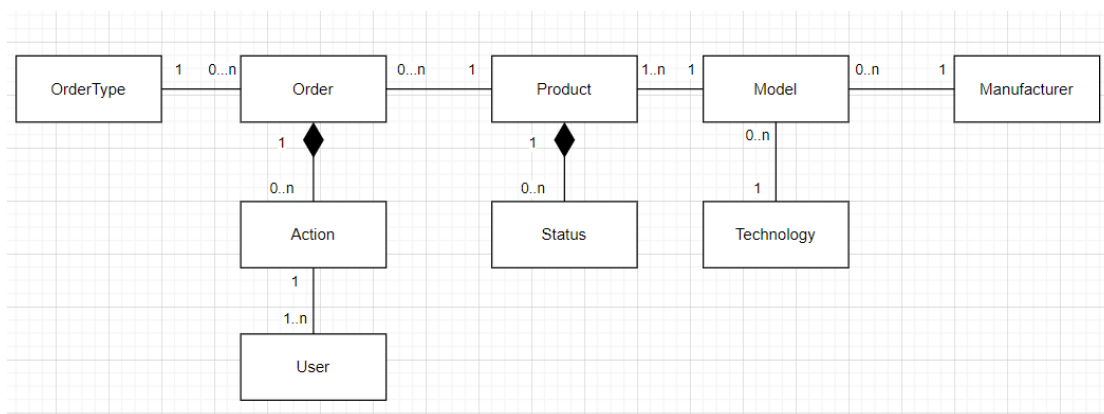 1 0...n 0...n 1 1..n 1 0..n 1
OrderType Order Product Model Manufacturer
1 1 0..n
0..n 0..n 1
Action Status Technology
1
1..n
User